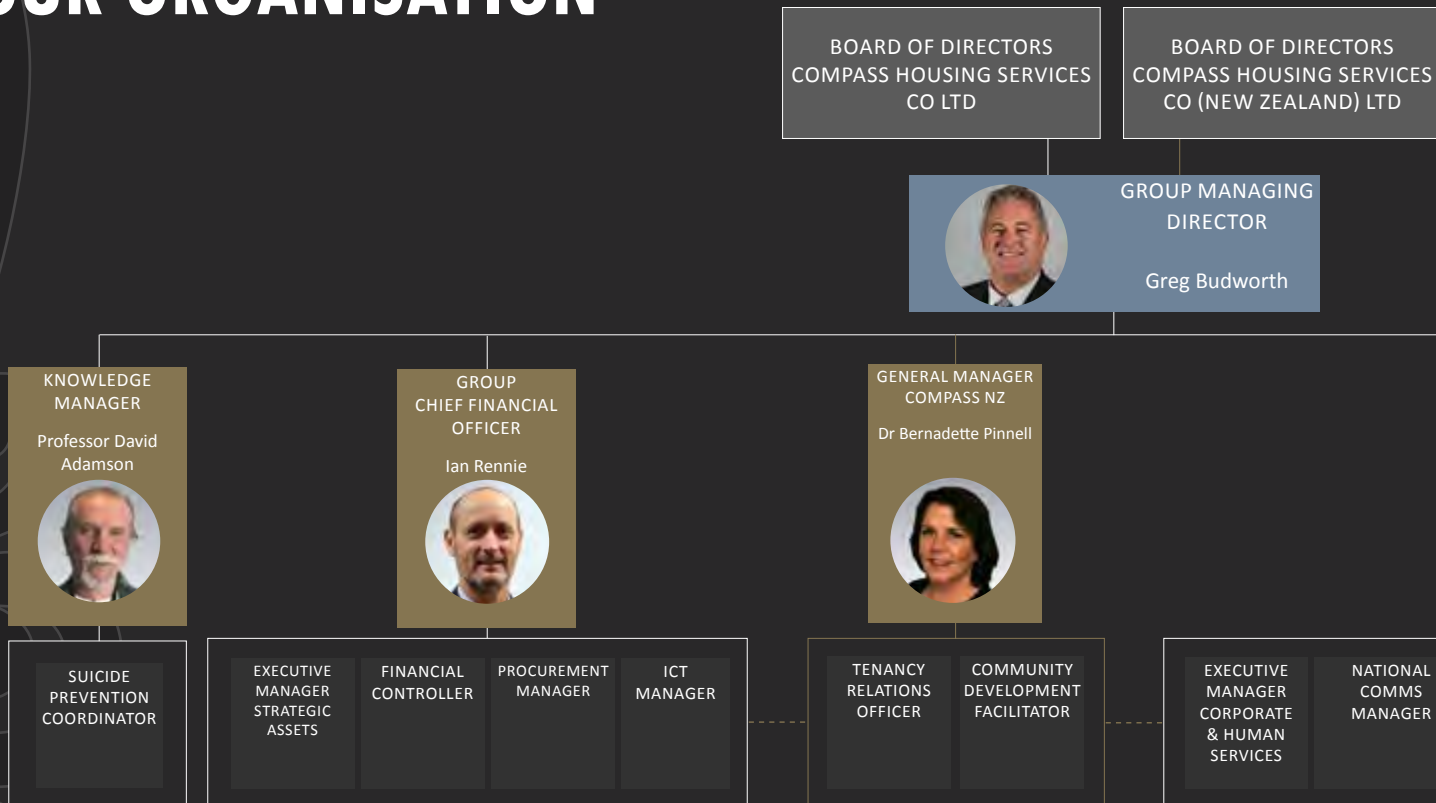 OUR ORGANISATION
BOARD OF DIRECTORS
COMPASS HOUSING SERVICES
CO LTD
BOARD OF DIRECTORS
COMPASS HOUSING SERVICES
CO (NEW ZEALAND) LTD
GROUP MANAGING
DIRECTOR
Greg Budworth
KNOWLEDGE
MANAGER
Professor David
Adamson
GROUP
CHIEF FINANCIAL
OFFICER
Ian Rennie
GENERAL MANAGER
COMPASS NZ
Dr Bernadette Pinnell
SUICIDE
PREVENTION
COORDINATOR
EXECUTIVE
MANAGER
STRATEGIC
ASSETS
FINANCIAL
CONTROLLER
PROCUREMENT
MANAGER
ICT
MANAGER
TENANCY
RELATIONS
OFFICER
COMMUNITY
DEVELOPMENT
FACILITATOR
EXECUTIVE
MANAGER
CORPORATE
& HUMAN
SERVICES
NATIONAL
COMMS
MANAGER